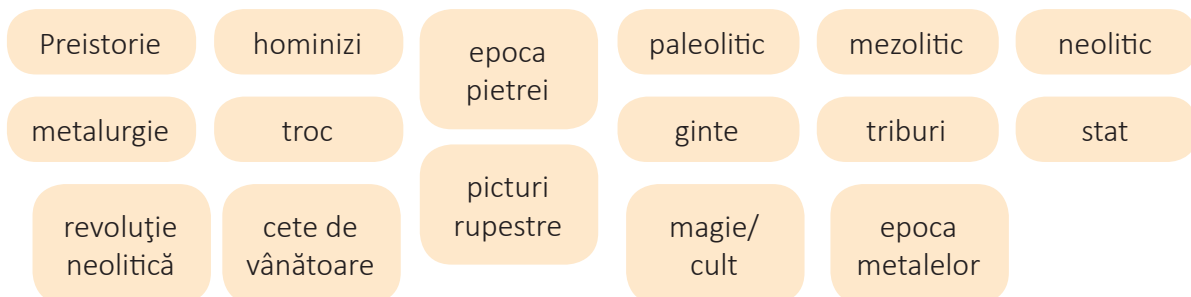 Preistorie
hominizi
epoca
pietrei
paleolitic
mezolitic
neolitic
metalurgie
troc
ginte
triburi
stat
picturi
rupestre
revoluţie
neolitică
cete de
vânătoare
magie/
cult
epoca
metalelor